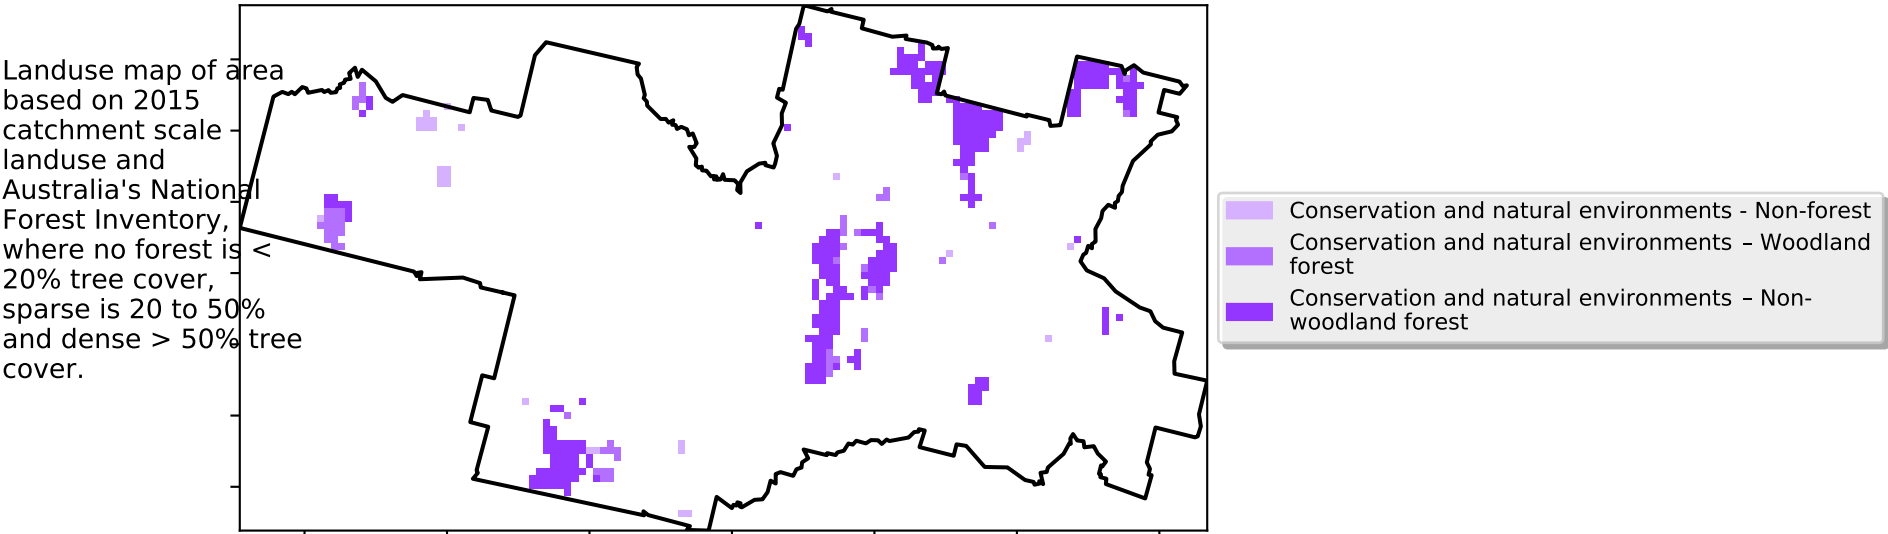 Landuse map of area
based on 2015
catchment scale
landuse and
Australia's National
Forest Inventory,
where no forest is <
20% tree cover,
sparse is 20 to 50%
and dense > 50% tree
cover.
Conservation and natural environments - Non-forest
Conservation and natural environments – Woodland
forest
Conservation and natural environments – Non-
woodland forest